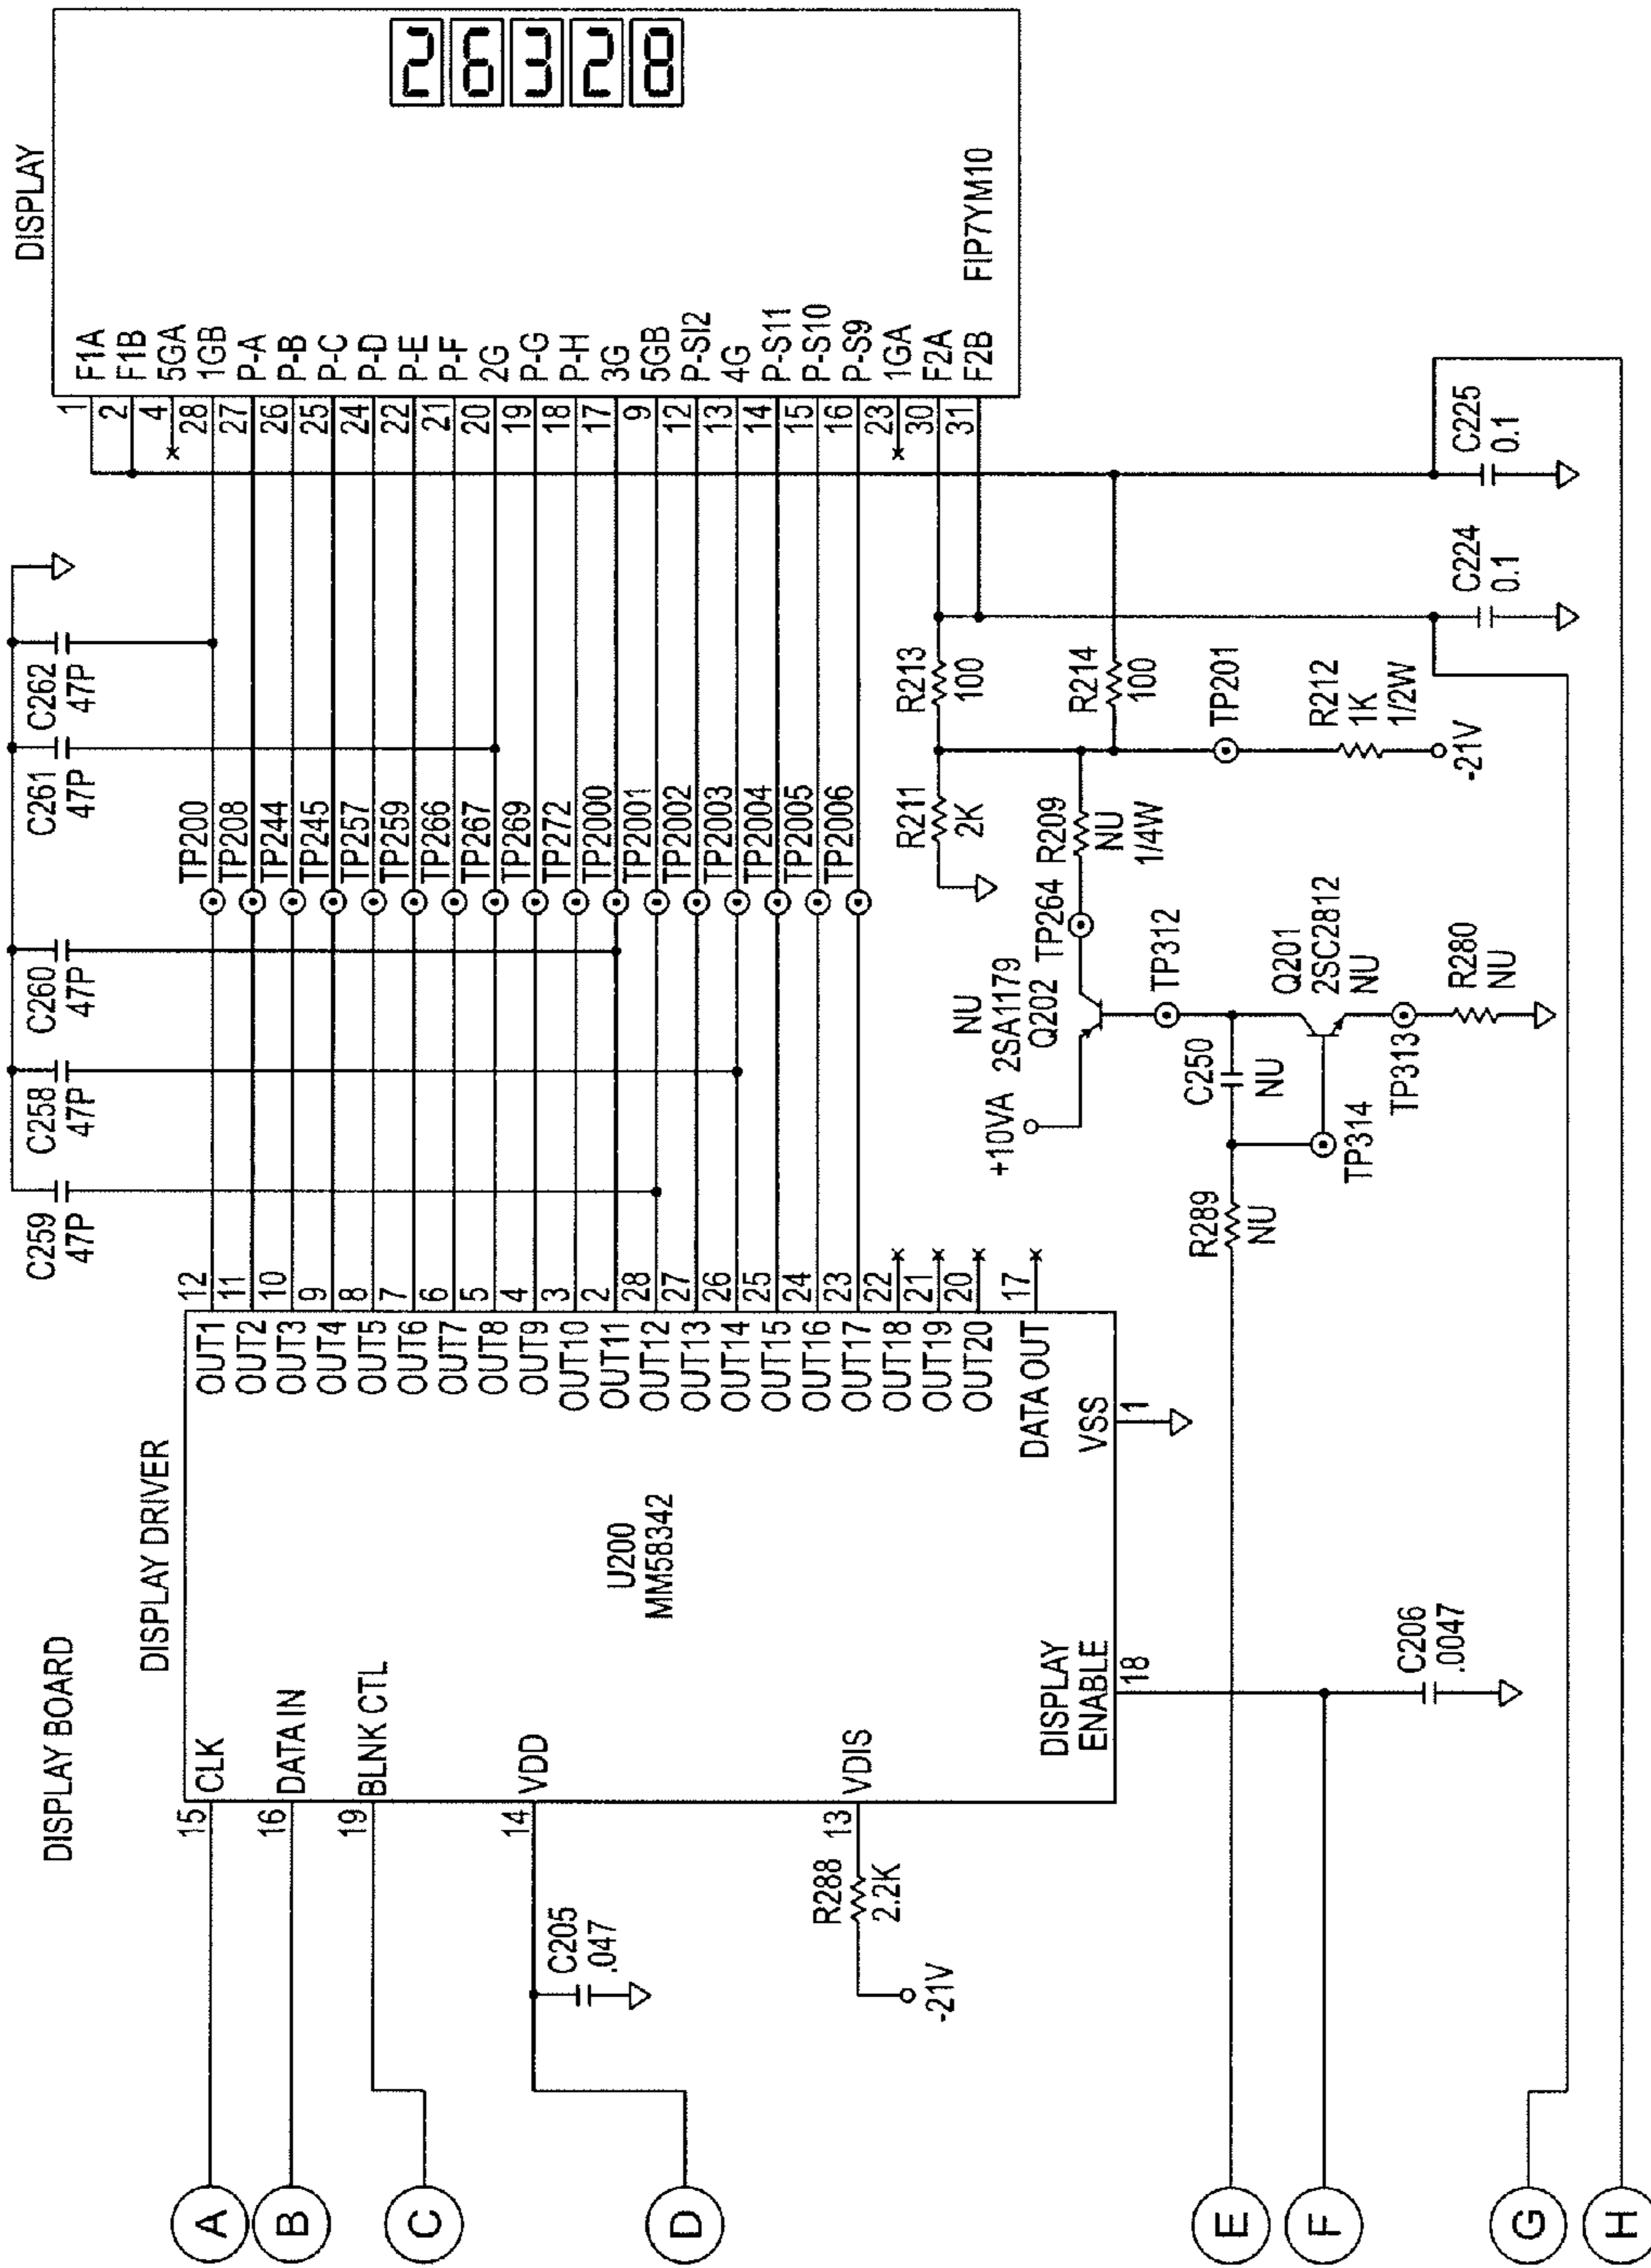 DISPLAY BOARD
DISPLAY DRIVER
DISPLAY
A
B
C
D
E
F
G
H
15 CLK
16 DATA IN
19 BLNK CTL
14 VDD
13 VDIS
C205
.047
R288
2.2K
-21V
U200
MM58342
DISPLAY
ENABLE
18
C206
.0047
VSS
1
OUT1 12
OUT2 11
OUT3 10
OUT4 9
OUT5 8
OUT6 7
OUT7 6
OUT8 5
OUT9 4
OUT10 3
OUT11 2
OUT12 28
OUT13 27
OUT14 26
OUT15 25
OUT16 24
OUT17 23
OUT18 22
OUT19 21
OUT20 20
DATA OUT 17
C259
47P
C258
47P
C260
47P
C261
47P
C262
47P
TP200
TP208
TP244
TP245
TP257
TP259
TP266
TP267
TP269
TP272
TP2000
TP2001
TP2002
TP2003
TP2004
TP2005
TP2006
1 F1A
2 F1B
4 5GA
28 1GB
27 P-A
26 P-B
25 P-C
24 P-D
22 P-E
21 P-F
20 2G
19 P-G
18 P-H
17 3G
9 5GB
12 P-SI2
13 4G
14 P-S11
15 P-S10
16 P-S9
23 1GA
30 F2A
31 F2B
26328
FIP7YM10
R289
NU
C250
NU
TP314
TP313
Q201
2SC2812
NU
R280
NU
TP312
+10VA
NU
2SA1179
Q202
TP264
R209
NU
1/4W
R211
2K
R213
100
R214
100
TP201
R212
1K
1/2W
-21V
C224
0.1
C225
0.1